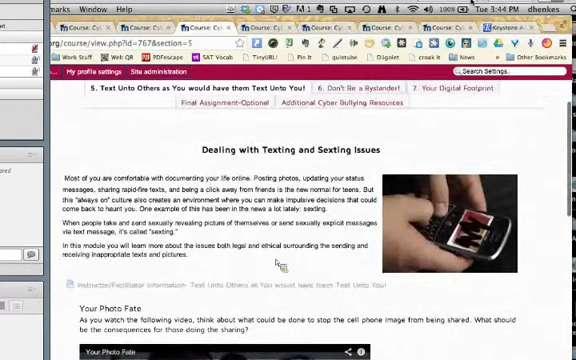 kmarks Window Help
100% Tue 3:44 PM dhenkes
Course: Cy Course: Cy Course: Cy Course: Cy Course: Cy Course: Cy Course: Cy Keystone A
org/course/view.php?id=767&section=5
Work Stuff Web QR PDFescape TinyURL SAT Vocab croak it Google Maps News Other Bookmarks
My profile settings Site administration Search Settings
5. Text Unto Others as You would have them Text Unto You! 6. Don't Be a Bystander! 7. Your Digital Footprint
Final Assignment-Optional Additional Cyber Bullying Resources
Dealing with Texting and Sexting Issues
Most of you are comfortable with documenting your life online. Posting photos, updating your status
messages, sharing rapid-fire texts, and being a click away from friends is the new normal for teens. But
this "always on" culture also creates an environment where you can make impulsive decisions that could
come back to haunt you. One example of this has been in the news a lot lately: sexting.
When people take and send sexually revealing picture of themselves or send sexually explicit messages
via text message, it's called "sexting."
In this module you will learn more about the issues both legal and ethical surrounding the sending and
receiving inappropriate texts and pictures.
Instructor/Facilitator Information- Text Unto Others as You would have them Text Unto You!
Your Photo Fate
As you watch the following video, think about what could be done to stop the cell phone image from being shared. What should
be the consequences for those doing the sharing?
Your Photo Fate